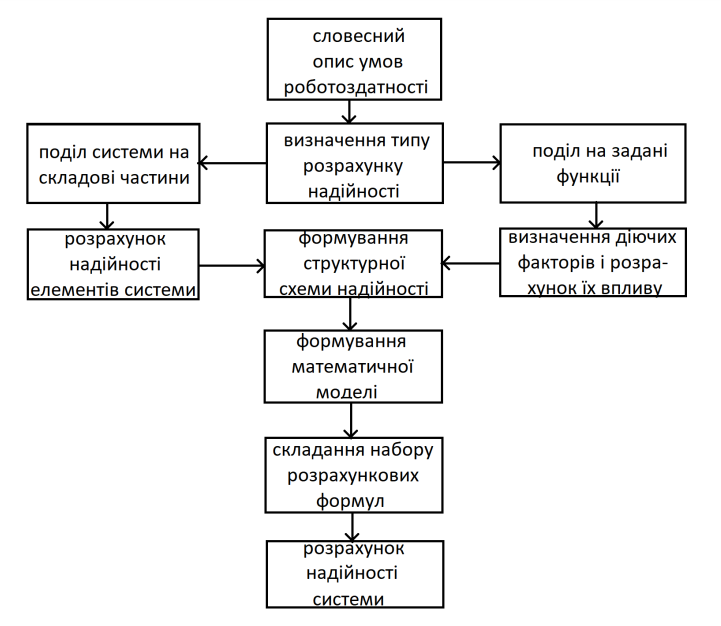 словесний
опис умов
роботоздатності
поділ системи на
складові частини
визначення типу
розрахунку
надійності
поділ на задані
функції
розрахунок
надійності
елементів системи
формування
структурної
схеми надійності
визначення діючих
факторів і розра-
хунок їх впливу
формування
математичної
моделі
складання набору
розрахункових
формул
розрахунок
надійності
системи